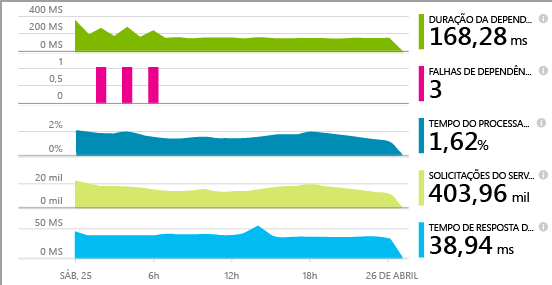 400 MS
200 MS
0 MS
DURAÇÃO DA DEPEND...
168,28 ms
1
0,5
0
FALHAS DE DEPENDÊN...
3
2%
0%
TEMPO DO PROCESSA...
1,62%
20 mil
0 mil
SOLICITAÇÕES DO SERV...
403,96 mil
50 MS
0 MS
TEMPO DE RESPOSTA D...
38,94 ms
SÁB, 25 6h 12h 18h 26 DE ABRIL